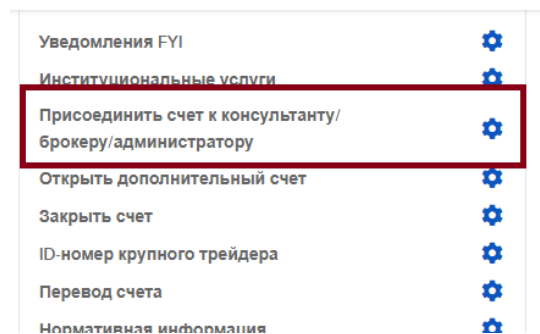 Уведомления FYI
Институциональные услуги
Присоединить счет к консультанту/
брокеру/администратору
Открыть дополнительный счет
Закрыть счет
ID-номер крупного трейдера
Перевод счета
Нормативная информация